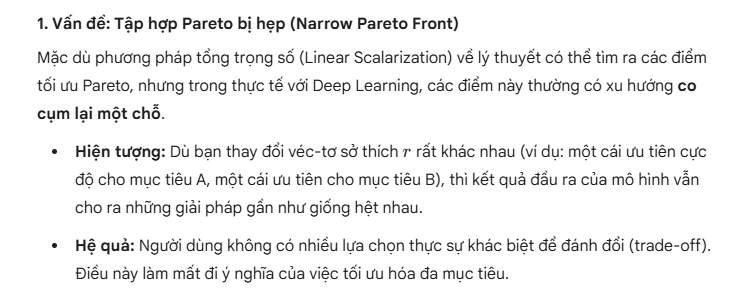 1. Vấn đề: Tập hợp Pareto bị hẹp (Narrow Pareto Front)
Mặc dù phương pháp tổng trọng số (Linear Scalarization) về lý thuyết có thể tìm ra các điểm
tối ưu Pareto, nhưng trong thực tế với Deep Learning, các điểm này thường có xu hướng co
cụm lại một chỗ.
• Hiện tượng: Dù bạn thay đổi véc-tơ sở thích r rất khác nhau (ví dụ: một cái ưu tiên cực
độ cho mục tiêu A, một cái ưu tiên cho mục tiêu B), thì kết quả đầu ra của mô hình vẫn
cho ra những giải pháp gần như giống hệt nhau.
• Hệ quả: Người dùng không có nhiều lựa chọn thực sự khác biệt để đánh đổi (trade-off).
Điều này làm mất đi ý nghĩa của việc tối ưu hóa đa mục tiêu.